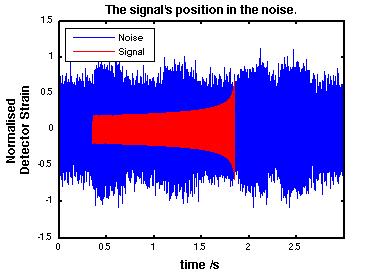 The signal's position in the noise.
Noise
Signal
Normalised
Detector Strain
1.5
1
0.5
0
-0.5
-1
-1.5
0 0.5 1 1.5 2 2.5
time /s